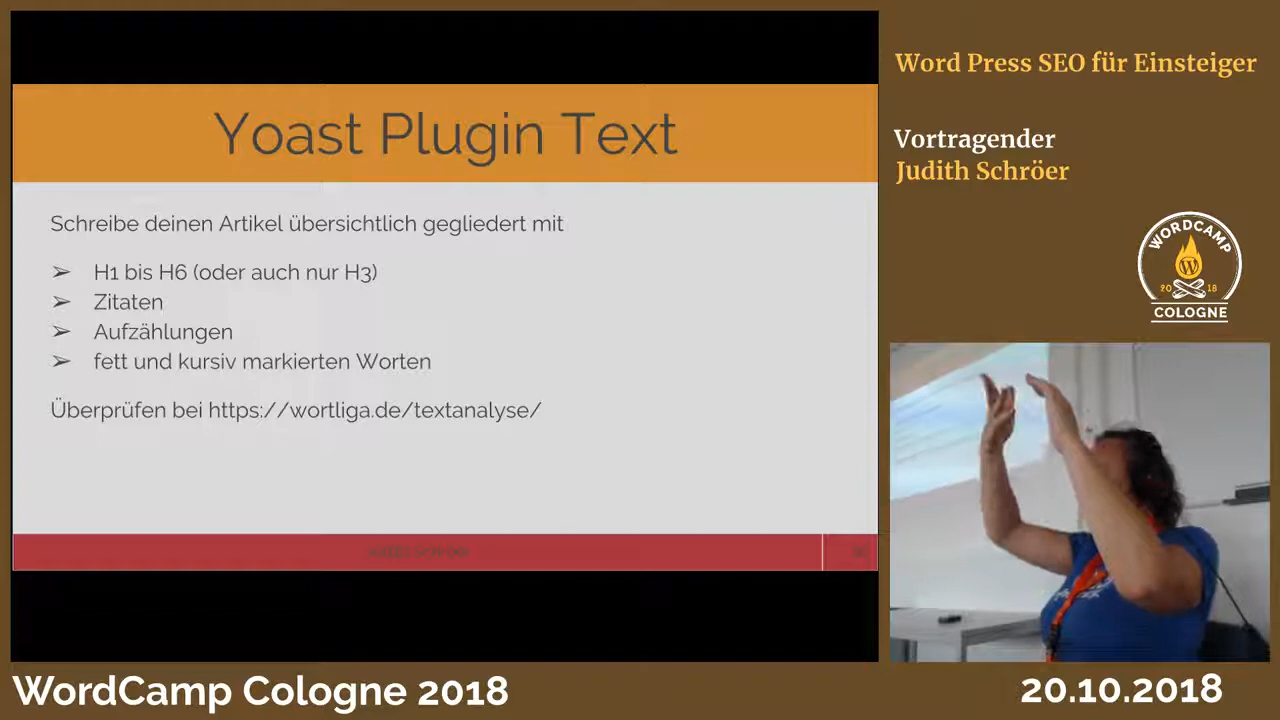 Yoast Plugin Text
Schreibe deinen Artikel übersichtlich gegliedert mit
➢ H1 bis H6 (oder auch nur H3)
➢ Zitaten
➢ Aufzählungen
➢ fett und kursiv markierten Worten
Überprüfen bei https://wortliga.de/textanalyse/
Judith Schröer
Word Press SEO für Einsteiger
Vortragender
Judith Schröer
WORDCAMP
2018
COLOGNE
WordCamp Cologne 2018
20.10.2018